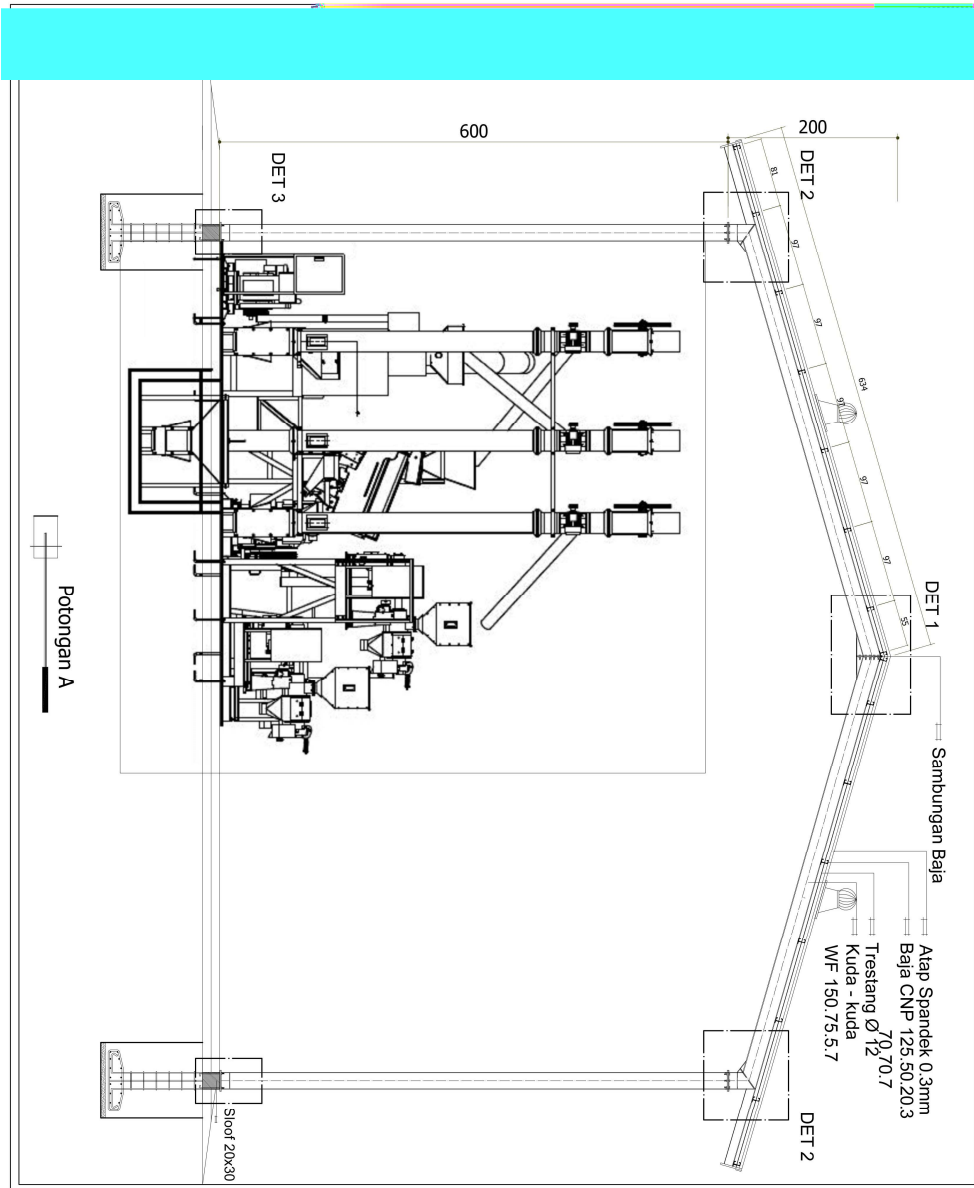 600
200
DET 3
DET 2
81
97
97
634
97
97
97
55
DET 1
Sambungan Baja
Atap Spandek 0.3mm
Baja CNP 125.50.20.3
70.70.7
Trestang Ø 12
Kuda - kuda
WF 150.75.5.7
DET 2
Sloof 20x30
Potongan A